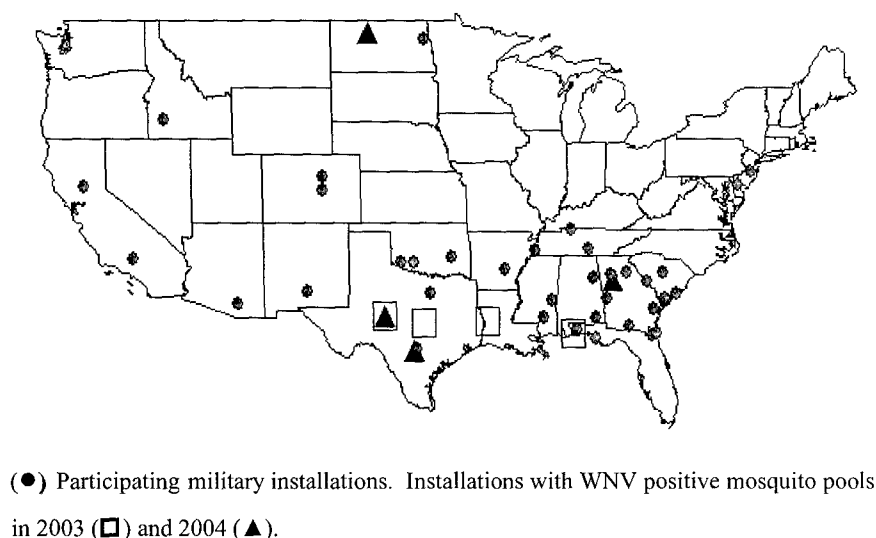 (●) Participating military installations. Installations with WNV positive mosquito pools
in 2003 (□) and 2004 (▲).